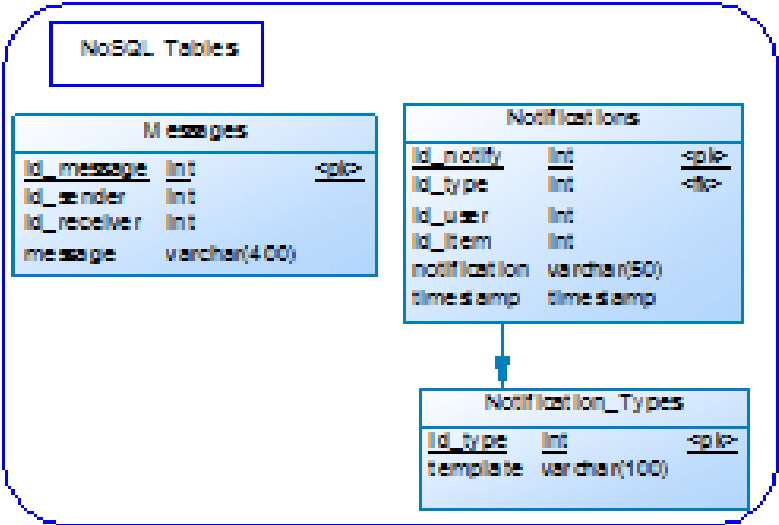 NoSQL Tables
Messages
Id_message Int <pk>
Id_sender Int
Id_receiver Int
message varchar(400)
Notifications
Id_notify Int <pk>
Id_type Int <fk>
Id_user Int
Id_item Int
notification varchar(50)
timestamp timestamp
Notification_Types
Id_type Int <pk>
template varchar(100)